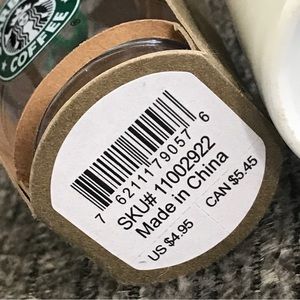 COFFEE
7 62111 79057 6
SKU# 11002922
Made in China
US $4.95 CAN $5.45